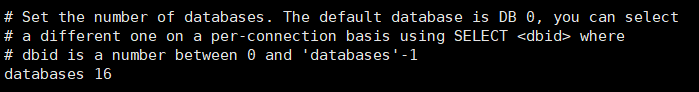 # Set the number of databases. The default database is DB 0, you can select
# a different one on a per-connection basis using SELECT <dbid> where
# dbid is a number between 0 and 'databases'-1
databases 16